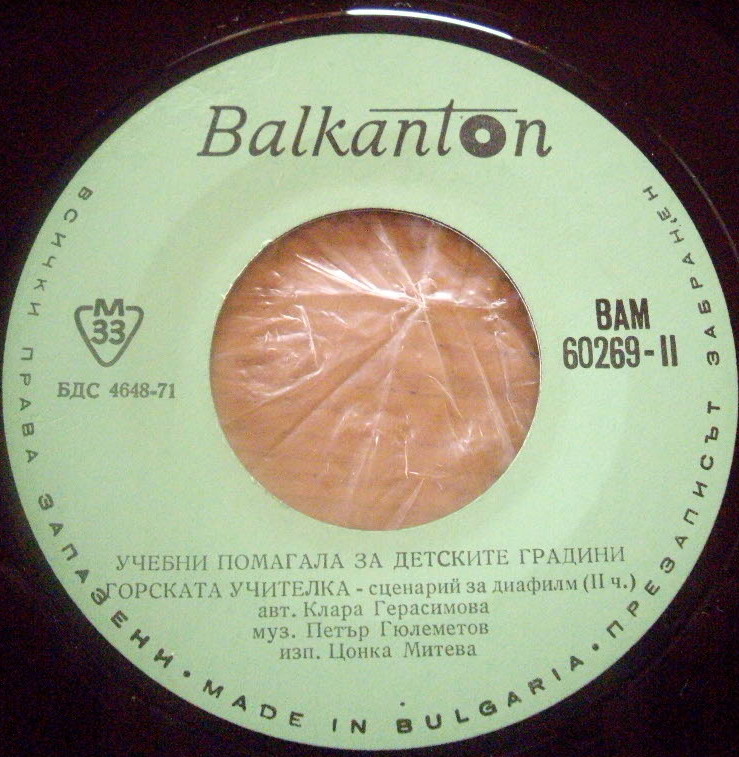 Balkanton
М
33
БДС 4648-71
ВАМ
60269-II
УЧЕБНИ ПОМАГАЛА ЗА ДЕТСКИТЕ ГРАДИНИ
ГОРСКАТА УЧИТЕЛКА - сценарий за диафилм (II ч.)
авт. Клара Герасимова
муз. Петър Гюлеметов
изп. Цонка Митева
ВСИЧКИ ПРАВА ЗАПАЗЕНИ • MADE IN BULGARIA • ПРЕЗАПИСЪТ ЗАБРАНЕН